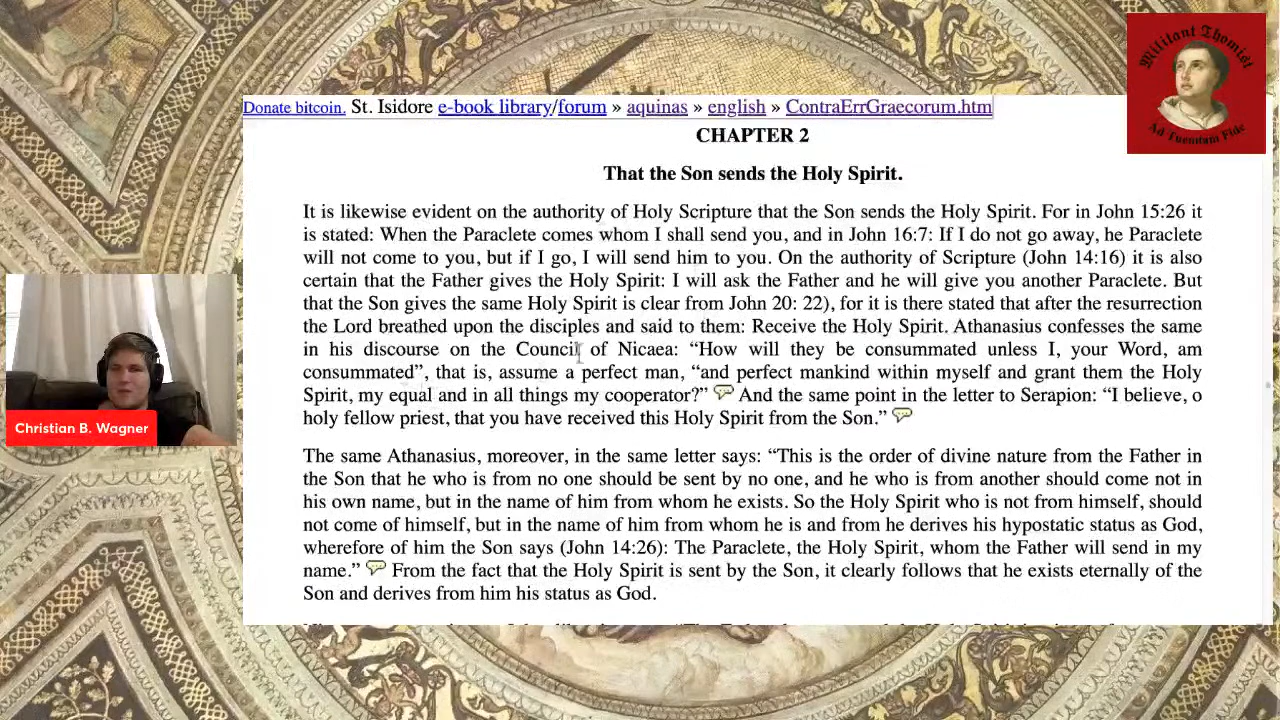 Militant Thomist
Ad Tuendam Fide
Donate bitcoin. St. Isidore e-book library/forum » aquinas » english » ContraErrGraecorum.htm
CHAPTER 2
That the Son sends the Holy Spirit.
It is likewise evident on the authority of Holy Scripture that the Son sends the Holy Spirit. For in John 15:26 it
is stated: When the Paraclete comes whom I shall send you, and in John 16:7: If I do not go away, he Paraclete
will not come to you, but if I go, I will send him to you. On the authority of Scripture (John 14:16) it is also
certain that the Father gives the Holy Spirit: I will ask the Father and he will give you another Paraclete. But
that the Son gives the same Holy Spirit is clear from John 20: 22), for it is there stated that after the resurrection
the Lord breathed upon the disciples and said to them: Receive the Holy Spirit. Athanasius confesses the same
in his discourse on the Council of Nicaea: “How will they be consummated unless I, your Word, am
consummated”, that is, assume a perfect man, “and perfect mankind within myself and grant them the Holy
Spirit, my equal and in all things my cooperator?” And the same point in the letter to Serapion: “I believe, o
holy fellow priest, that you have received this Holy Spirit from the Son.”
The same Athanasius, moreover, in the same letter says: “This is the order of divine nature from the Father in
the Son that he who is from no one should be sent by no one, and he who is from another should come not in
his own name, but in the name of him from whom he exists. So the Holy Spirit who is not from himself, should
not come of himself, but in the name of him from whom he is and from he derives his hypostatic status as God,
wherefore of him the Son says (John 14:26): The Paraclete, the Holy Spirit, whom the Father will send in my
name.” From the fact that the Holy Spirit is sent by the Son, it clearly follows that he exists eternally of the
Son and derives from him his status as God.
Christian B. Wagner